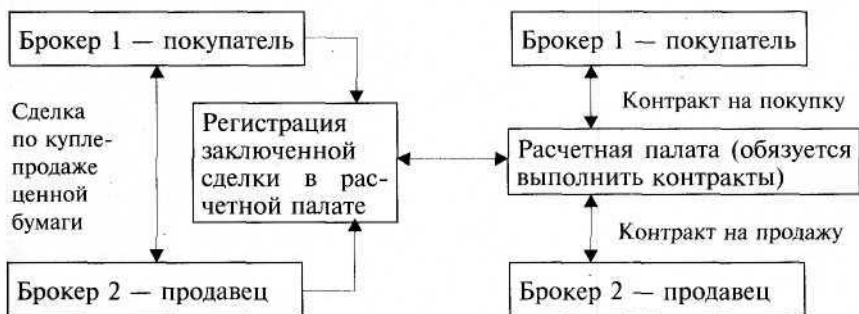 Брокер 1 — покупатель
Сделка
по купле-
продаже
ценной
бумаги
Регистрация
заключенной
сделки в рас-
четной палате
Брокер 2 — продавец
Брокер 1 — покупатель
Контракт на покупку
Расчетная палата (обязуется
выполнить контракты)
Контракт на продажу
Брокер 2 — продавец